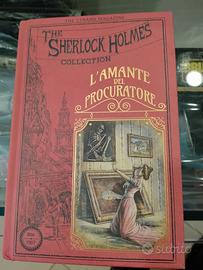 THE STRAND MAGAZINE
THE
SHERLOCK HOLMES
COLLECTION
L'AMANTE
DEL
PROCURATORE
subito